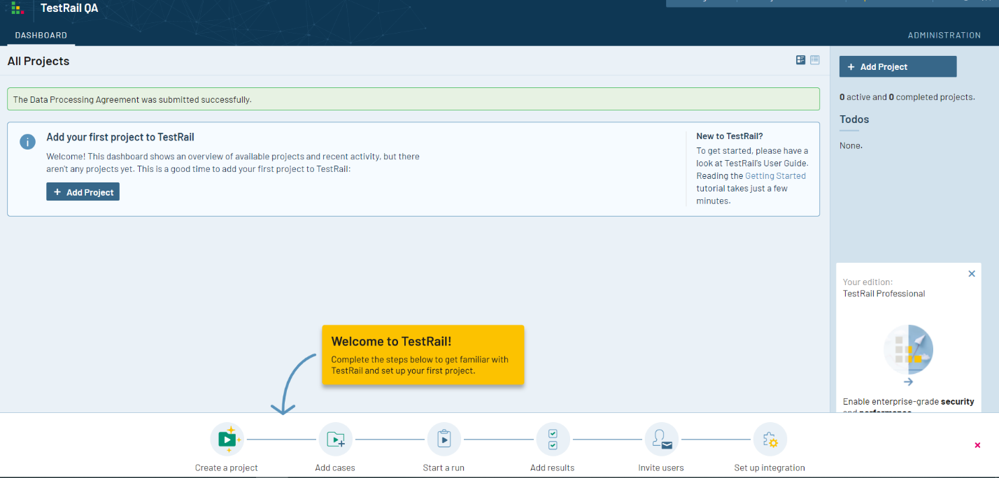 TestRail QA
DASHBOARD
ADMINISTRATION
All Projects
+ Add Project
The Data Processing Agreement was submitted successfully.
0 active and 0 completed projects.
Todos
None.
Add your first project to TestRail
Welcome! This dashboard shows an overview of available projects and recent activity, but there
aren't any projects yet. This is a good time to add your first project to TestRail:
+ Add Project
New to TestRail?
To get started, please have a
look at TestRail's User Guide.
Reading the Getting Started
tutorial takes just a few
minutes.
Your edition:
TestRail Professional
Enable enterprise-grade security
and performance
Welcome to TestRail!
Complete the steps below to get familiar with
TestRail and set up your first project.
Create a project
Add cases
Start a run
Add results
Invite users
Set up integration